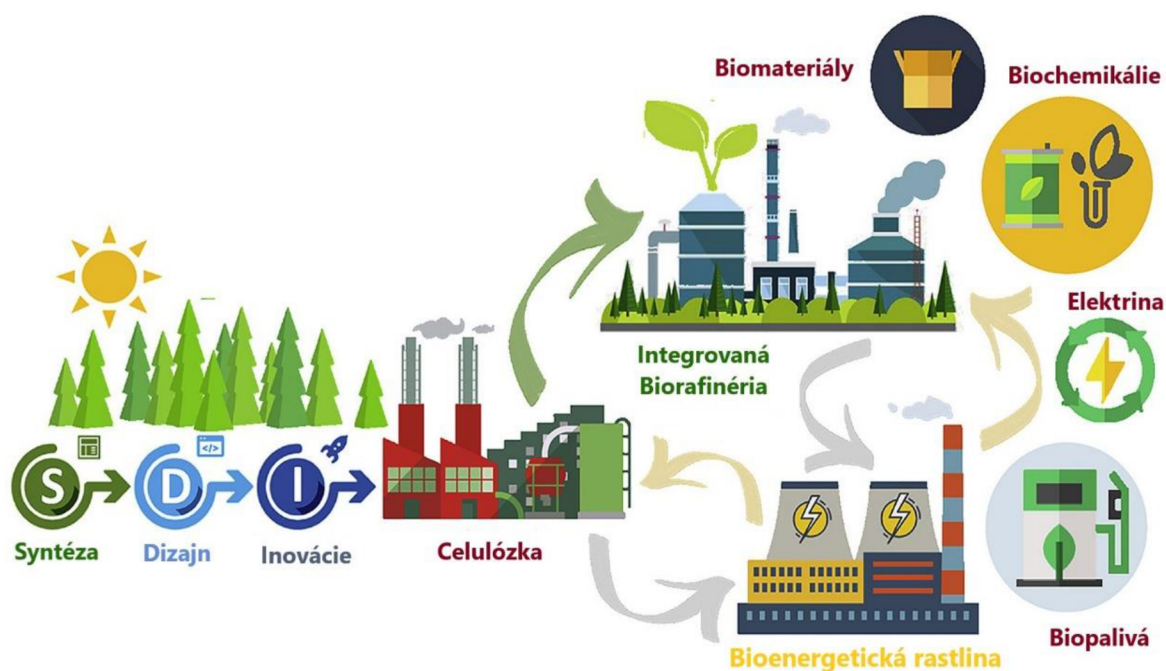 Biomateriály
Biochemikálie
Elektrina
Integrovaná
Biorafinéria
S
D
I
Syntéza
Dizajn
Inovácie
Celulózka
Bioenergetická rastlina
Biopalivá